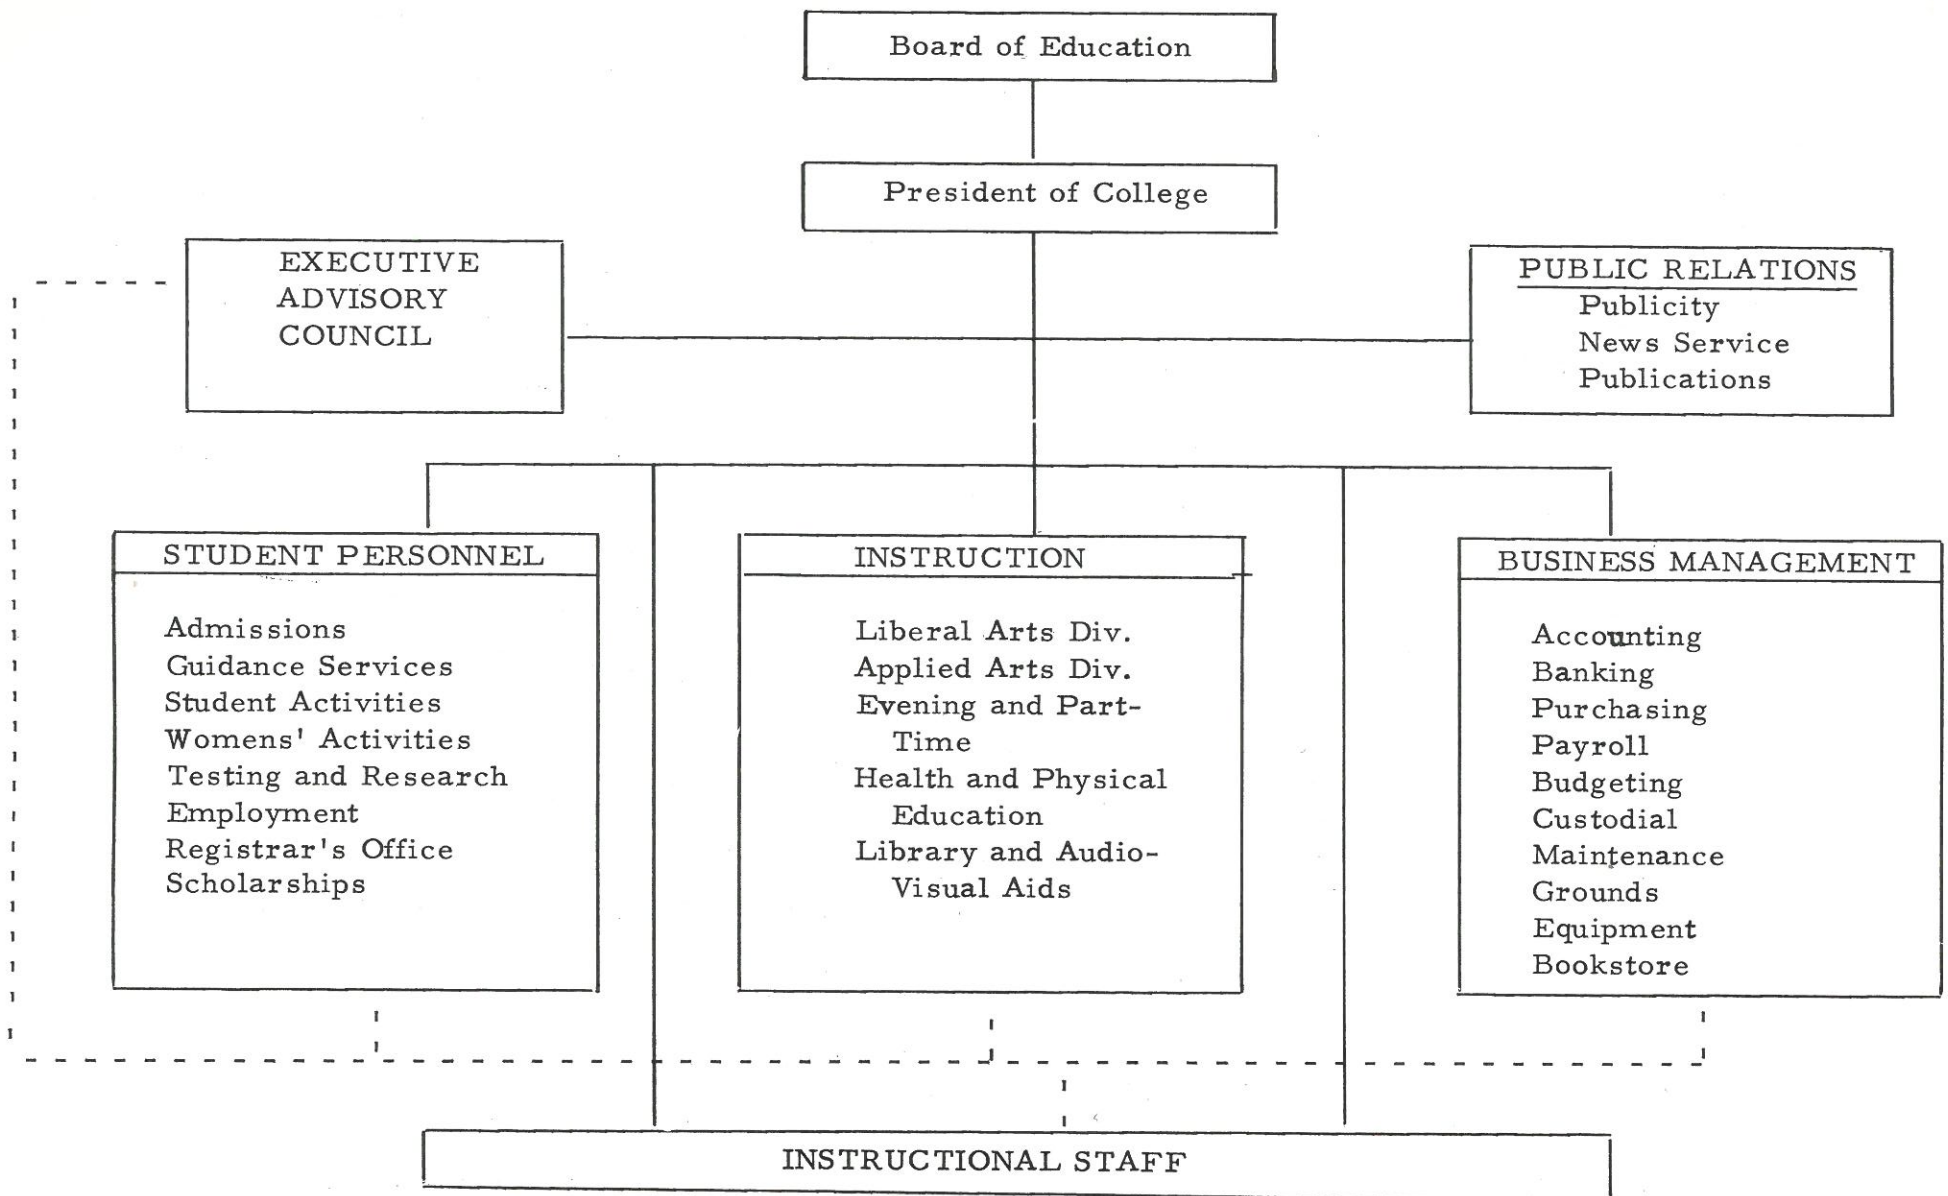 Board of Education
President of College
EXECUTIVE
ADVISORY
COUNCIL
PUBLIC RELATIONS
Publicity
News Service
Publications
STUDENT PERSONNEL
Admissions
Guidance Services
Student Activities
Womens' Activities
Testing and Research
Employment
Registrar's Office
Scholarships
INSTRUCTION
Liberal Arts Div.
Applied Arts Div.
Evening and Part-
Time
Health and Physical
Education
Library and Audio-
Visual Aids
BUSINESS MANAGEMENT
Accounting
Banking
Purchasing
Payroll
Budgeting
Custodial
Maintenance
Grounds
Equipment
Bookstore
INSTRUCTIONAL STAFF